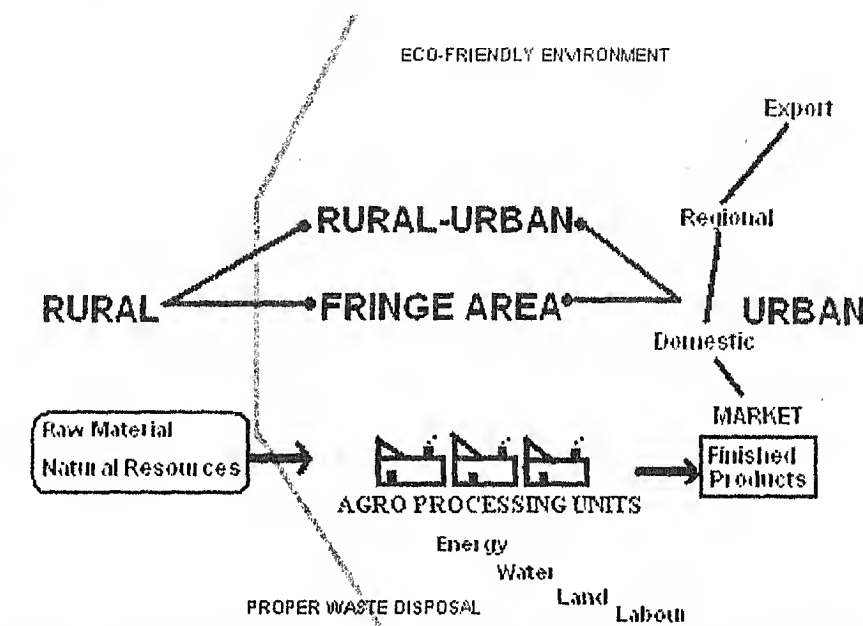 ECO-FRIENDLY ENVIRONMENT
Export
RURAL-URBAN
Regional
RURAL
FRINGE AREA
URBAN
Domestic
MARKET
Raw Material
Natural Resources
Finished
Products
AGRO PROCESSING UNITS
Energy
Water
Land
Labour
PROPER WASTE DISPOSAL